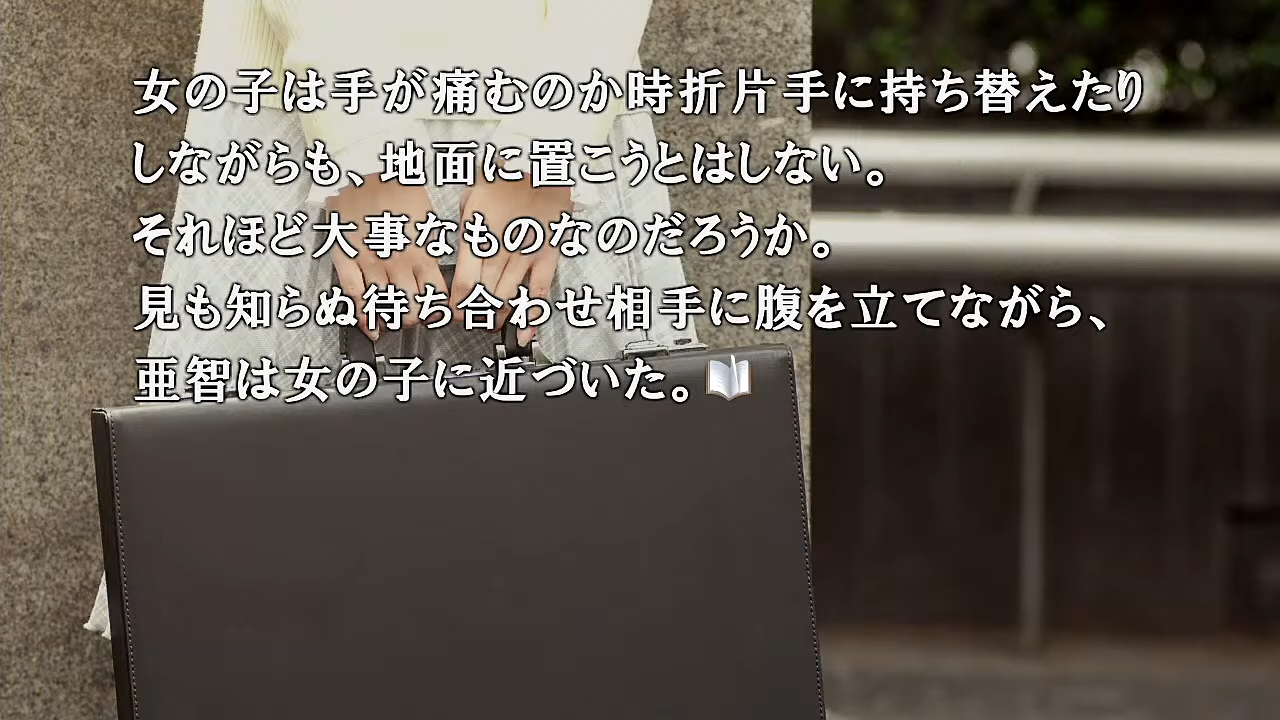 女の子は手が痛むのか時折片手に持ち替えたり
しながらも、地面に置こうとはしない。
それほど大事なものなのだろうか。
見も知らぬ待ち合わせ相手に腹を立てながら、
亜智は女の子に近づいた。